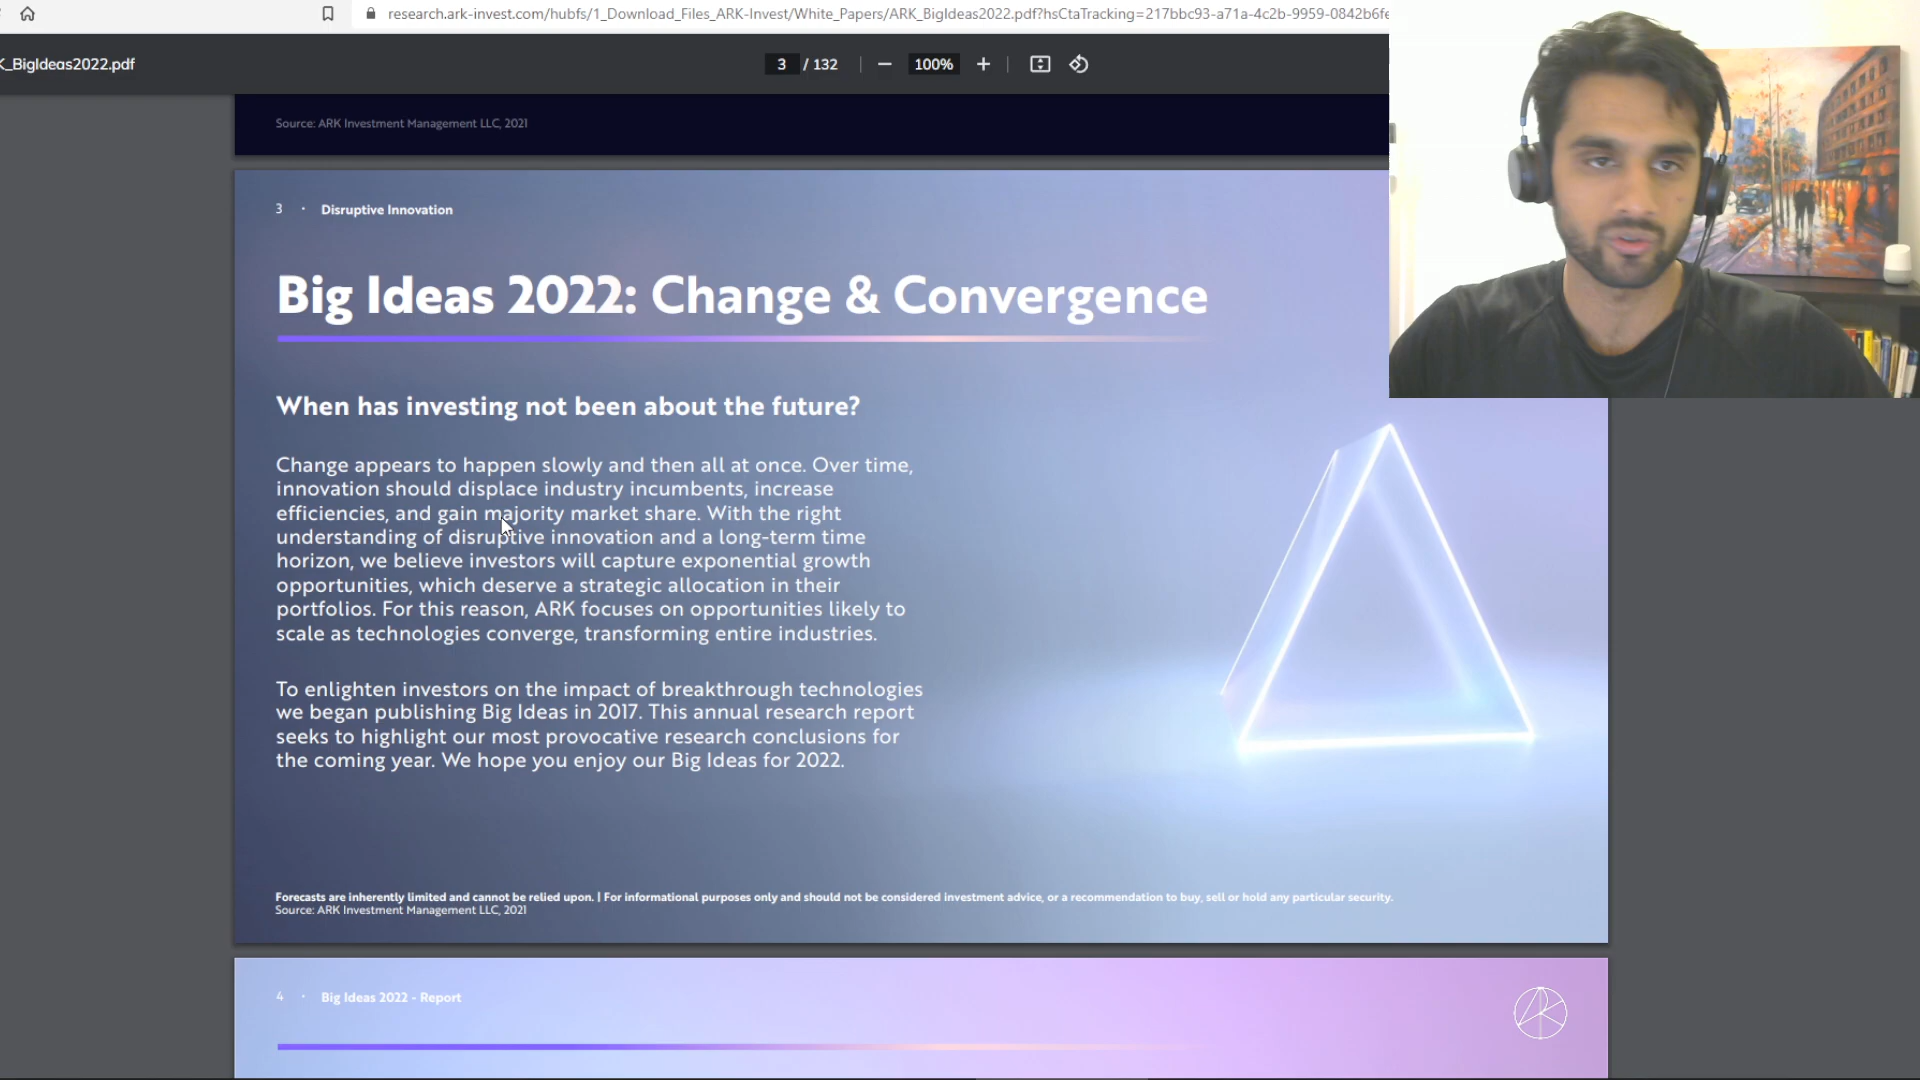 research.ark-invest.com/hubfs/1_Download_Files_ARK-Invest/White_Papers/ARK_BigIdeas2022.pdf?hsCtaTracking=217bbc93-a71a-4c2b-9959-0842b6fe
K_BigIdeas2022.pdf
3 / 132
100%
Source: ARK Investment Management LLC, 2021
3 · Disruptive Innovation
Big Ideas 2022: Change & Convergence
When has investing not been about the future?
Change appears to happen slowly and then all at once. Over time,
innovation should displace industry incumbents, increase
efficiencies, and gain majority market share. With the right
understanding of disruptive innovation and a long-term time
horizon, we believe investors will capture exponential growth
opportunities, which deserve a strategic allocation in their
portfolios. For this reason, ARK focuses on opportunities likely to
scale as technologies converge, transforming entire industries.
To enlighten investors on the impact of breakthrough technologies
we began publishing Big Ideas in 2017. This annual research report
seeks to highlight our most provocative research conclusions for
the coming year. We hope you enjoy our Big Ideas for 2022.
Forecasts are inherently limited and cannot be relied upon. | For informational purposes only and should not be considered investment advice, or a recommendation to buy, sell or hold any particular security.
Source: ARK Investment Management LLC, 2021
4 · Big Ideas 2022 - Report